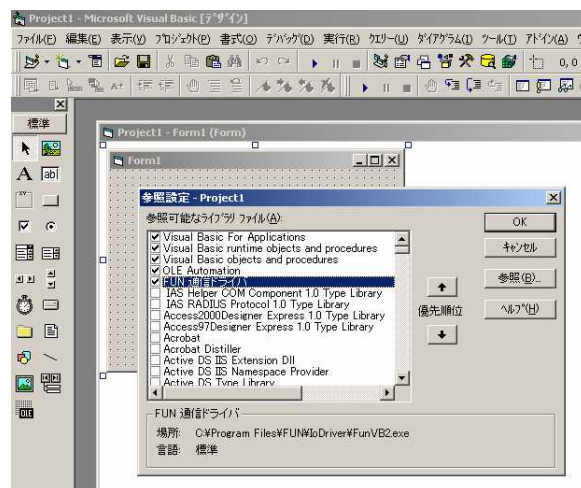 Project1 - Microsoft Visual Basic [ﾃﾞｻﾞｲﾝ]
ﾌｧｲﾙ(F) 編集(E) 表示(V) ﾌﾟﾛｼﾞｪｸﾄ(P) 書式(O) ﾃﾞﾊﾞｯｸﾞ(D) 実行(R) ｸｴﾘｰ(U) ﾀﾞｲｱｸﾞﾗﾑ(I) ﾂｰﾙ(T) ｱﾄﾞｲﾝ(A)
0,0
標準
A
ab
Project1 - Form1 (Form)
Form1
参照設定 - Project1
参照可能なﾗｲﾌﾞﾗﾘ ﾌｧｲﾙ(A):
Visual Basic For Applications
Visual Basic runtime objects and procedures
Visual Basic objects and procedures
OLE Automation
FUN 通信ドライバ
IAS Helper COM Component 1.0 Type Library
IAS RADIUS Protocol 1.0 Type Library
Access2000Designer Express 1.0 Type Library
Access97Designer Express 1.0 Type Library
Acrobat
Acrobat Distiller
Active DS IIS Extension Dll
Active DS IIS Namespace Provider
Active DS Type Library
優先順位
OK
ｷｬﾝｾﾙ
参照(B)...
ﾍﾙﾌﾟ(H)
FUN 通信ドライバ
場所: C:¥Program Files¥FUN¥IoDriver¥FunVB2.exe
言語: 標準
OLE